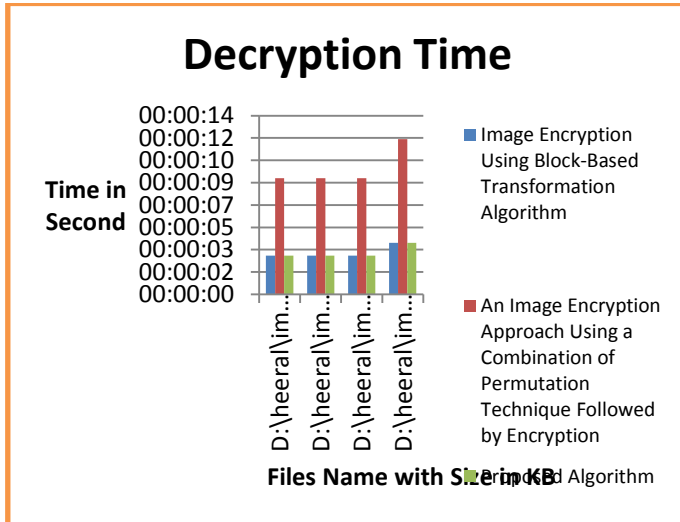 Decryption Time
Time in
Second
00:00:14
00:00:12
00:00:10
00:00:09
00:00:07
00:00:05
00:00:03
00:00:02
00:00:00
D:\heeral\im...
D:\heeral\im...
D:\heeral\im...
D:\heeral\im...
Files Name with Size in KB
Image Encryption
Using Block-Based
Transformation
Algorithm
An Image Encryption
Approach Using a
Combination of
Permutation
Technique Followed
by Encryption
Proposed Algorithm